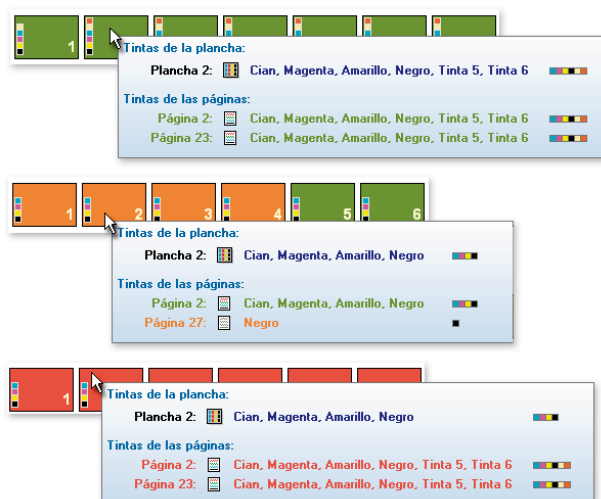 1
Tintas de la plancha:
Plancha 2: Cian, Magenta, Amarillo, Negro, Tinta 5, Tinta 6
Tintas de las páginas:
Página 2: Cian, Magenta, Amarillo, Negro, Tinta 5, Tinta 6
Página 23: Cian, Magenta, Amarillo, Negro, Tinta 5, Tinta 6
1 2 3 4 5 6
Tintas de la plancha:
Plancha 2: Cian, Magenta, Amarillo, Negro
Tintas de las páginas:
Página 2: Cian, Magenta, Amarillo, Negro
Página 27: Negro
1
Tintas de la plancha:
Plancha 2: Cian, Magenta, Amarillo, Negro
Tintas de las páginas:
Página 2: Cian, Magenta, Amarillo, Negro, Tinta 5, Tinta 6
Página 23: Cian, Magenta, Amarillo, Negro, Tinta 5, Tinta 6